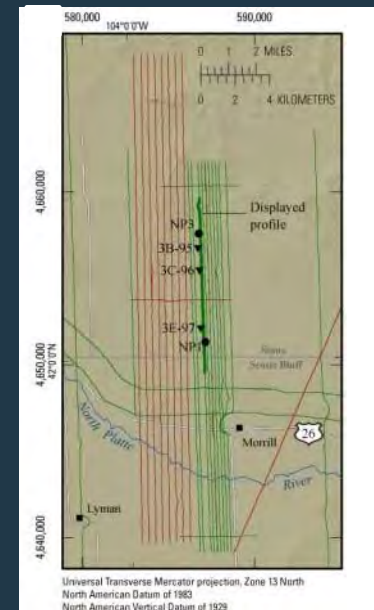 580,000
590,000
104°0'0"W
0 1 2 MILES
0 2 4 KILOMETERS
4,660,000
Displayed
profile
NP3
3B-95
3C-96
3E-97
NP1
4,650,000
42°0'0"N
Bluff
26
Morrill
North Platte
River
Lyman
4,640,000
Universal Transverse Mercator projection, Zone 13 North
North American Datum of 1983
North American Vertical Datum of 1929